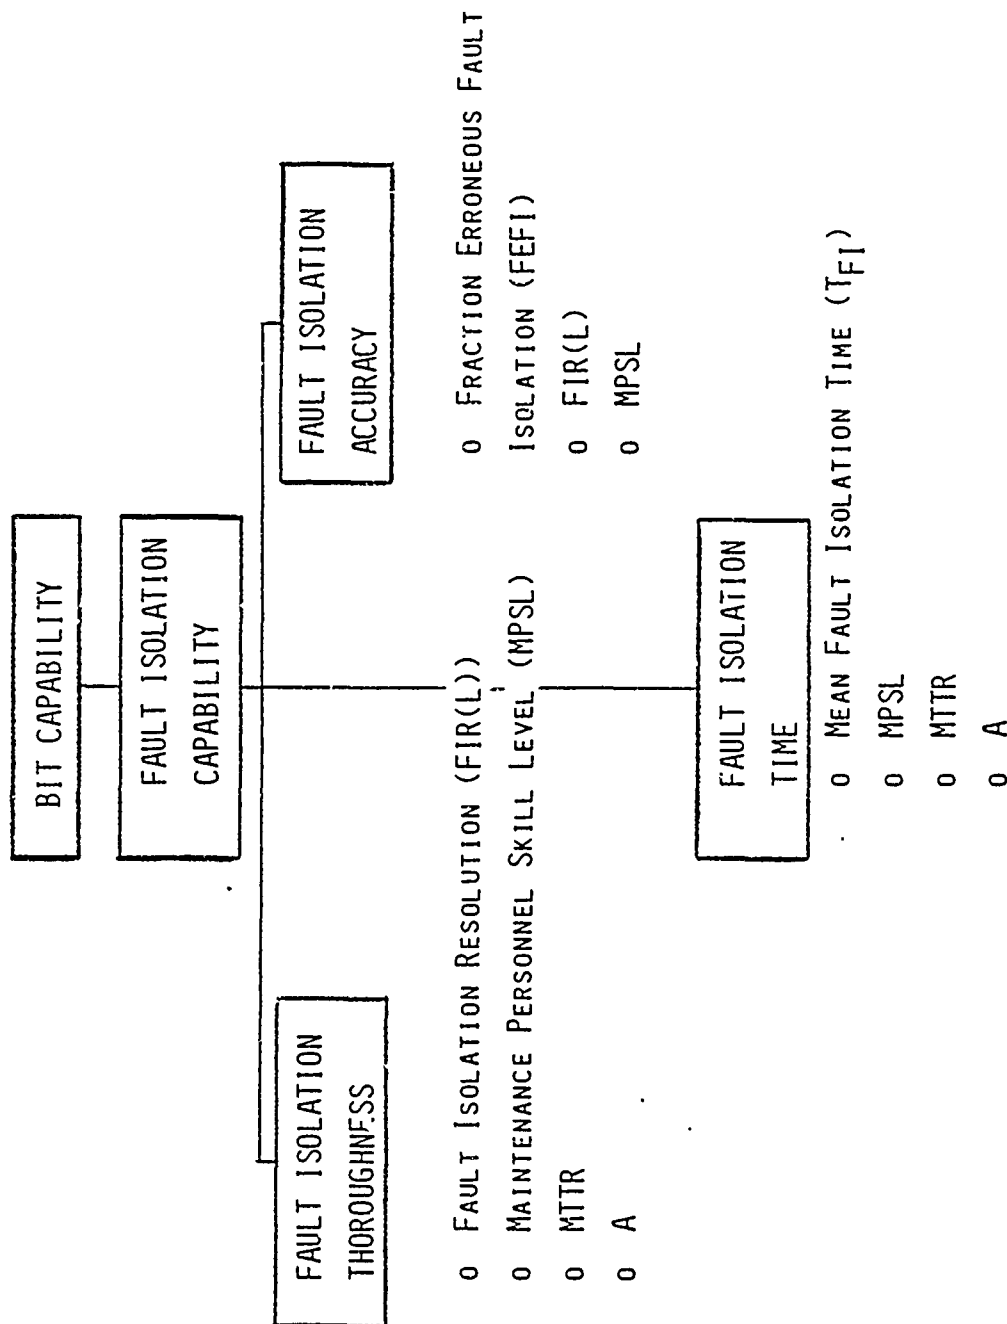 BIT CAPABILITY
FAULT ISOLATION
CAPABILITY
FAULT ISOLATION
THOROUGHNESS
o FAULT ISOLATION RESOLUTION (FIR(L))
o MAINTENANCE PERSONNEL SKILL LEVEL (MPSL)
o MTTR
o A
FAULT ISOLATION
ACCURACY
o FRACTION ERRONEOUS FAULT
ISOLATION (FEFI)
o FIR(L)
o MPSL
FAULT ISOLATION
TIME
o MEAN FAULT ISOLATION TIME (TFI)
o MPSL
o MTTR
o A